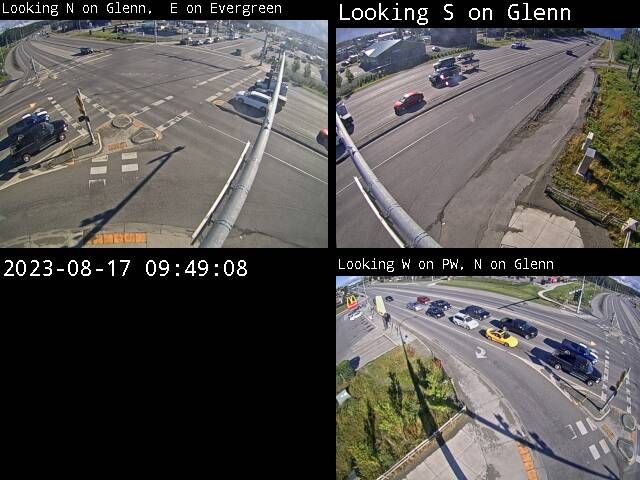 Looking N on Glenn,  E on Evergreen
Looking S on Glenn
2023-08-17 09:49:08
Looking W on PW, N on Glenn